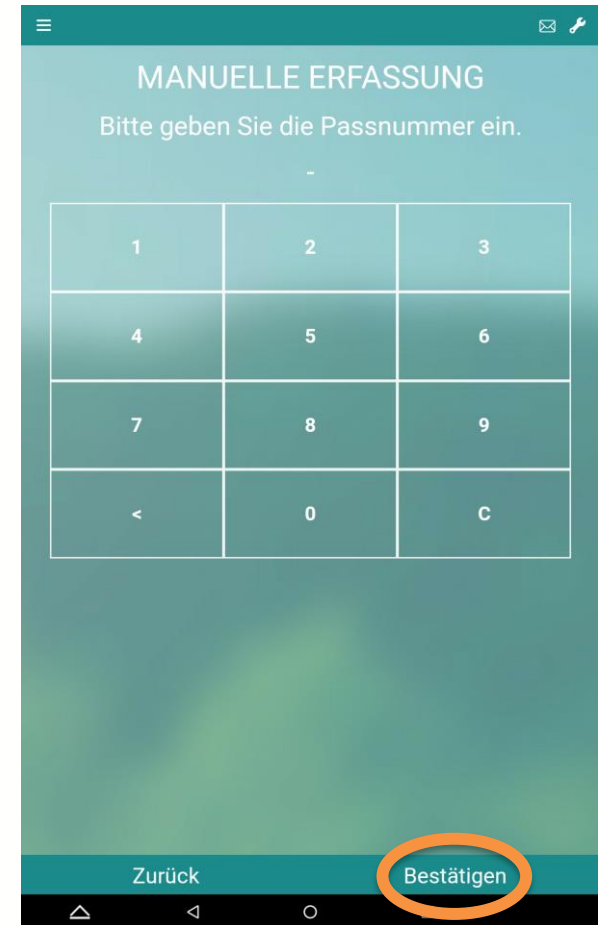 MANUELLE ERFASSUNG
Bitte geben Sie die Passnummer ein.
-
1 2 3
4 5 6
7 8 9
< 0 C
Zurück Bestätigen